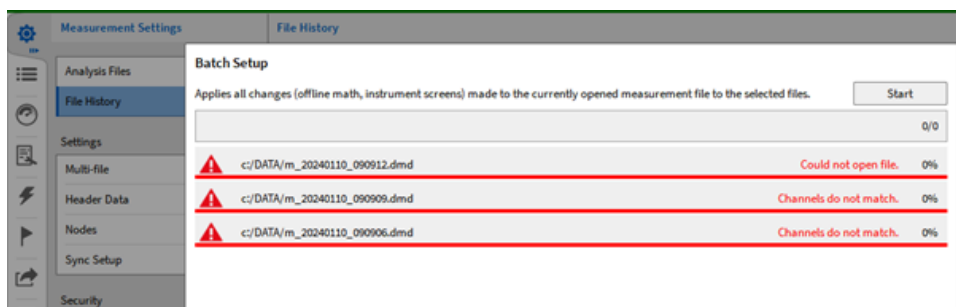 Measurement Settings
File History
Analysis Files
File History
Settings
Multi-file
Header Data
Nodes
Sync Setup
Security
Batch Setup
Applies all changes (offline math, instrument screens) made to the currently opened measurement file to the selected files.
Start
0/0
c:/DATA/m_20240110_090912.dmd Could not open file. 0%
c:/DATA/m_20240110_090909.dmd Channels do not match. 0%
c:/DATA/m_20240110_090906.dmd Channels do not match. 0%